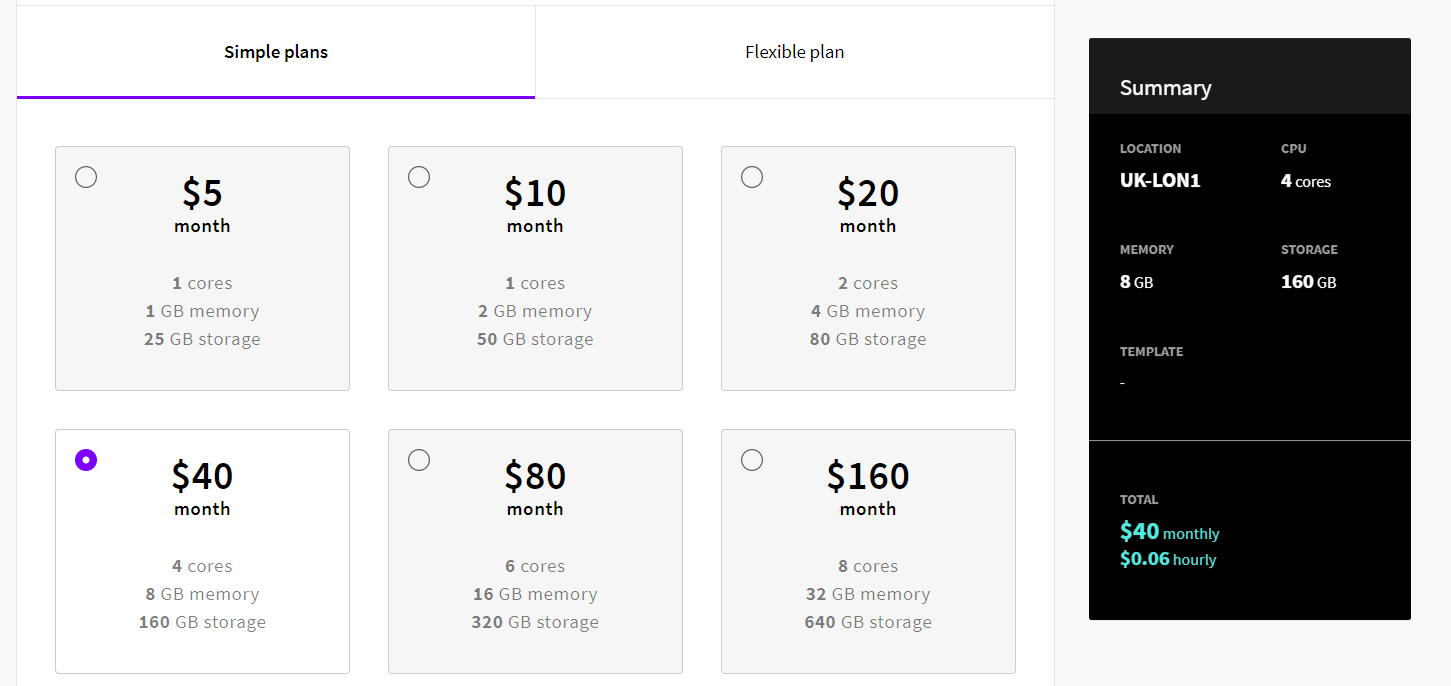 Simple plans
Flexible plan
$5
month
1 cores
1 GB memory
25 GB storage
$10
month
1 cores
2 GB memory
50 GB storage
$20
month
2 cores
4 GB memory
80 GB storage
$40
month
4 cores
8 GB memory
160 GB storage
$80
month
6 cores
16 GB memory
320 GB storage
$160
month
8 cores
32 GB memory
640 GB storage
Summary
LOCATION
UK-LON1
CPU
4 cores
MEMORY
8 GB
STORAGE
160 GB
TEMPLATE
-
TOTAL
$40 monthly
$0.06 hourly